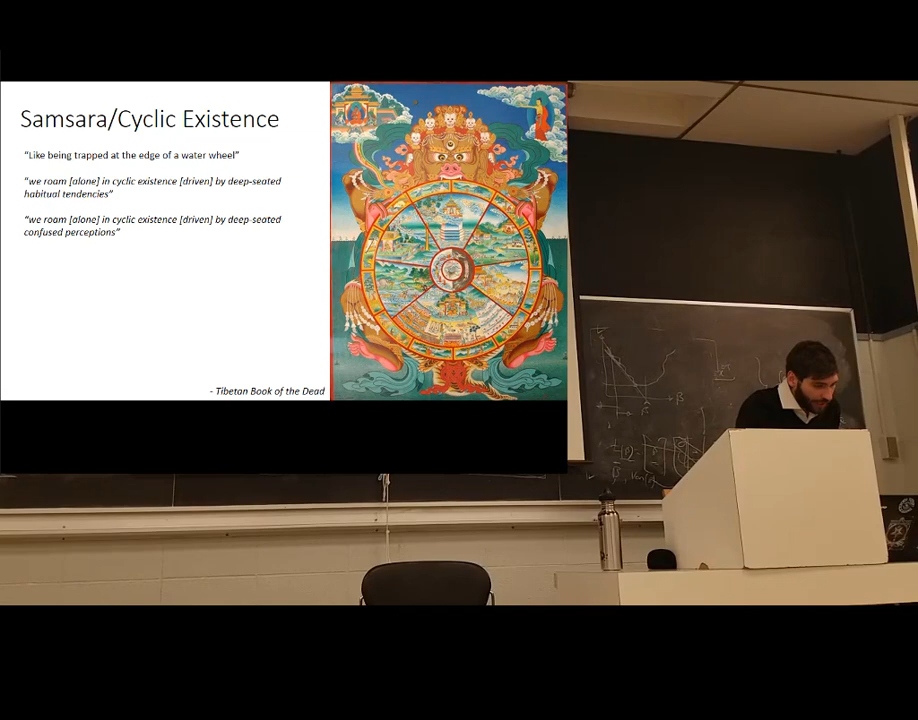 Samsara/Cyclic Existence
“Like being trapped at the edge of a water wheel”
“we roam [alone] in cyclic existence [driven] by deep-seated
habitual tendencies”
“we roam [alone] in cyclic existence [driven] by deep-seated
confused perceptions”
- Tibetan Book of the Dead
β